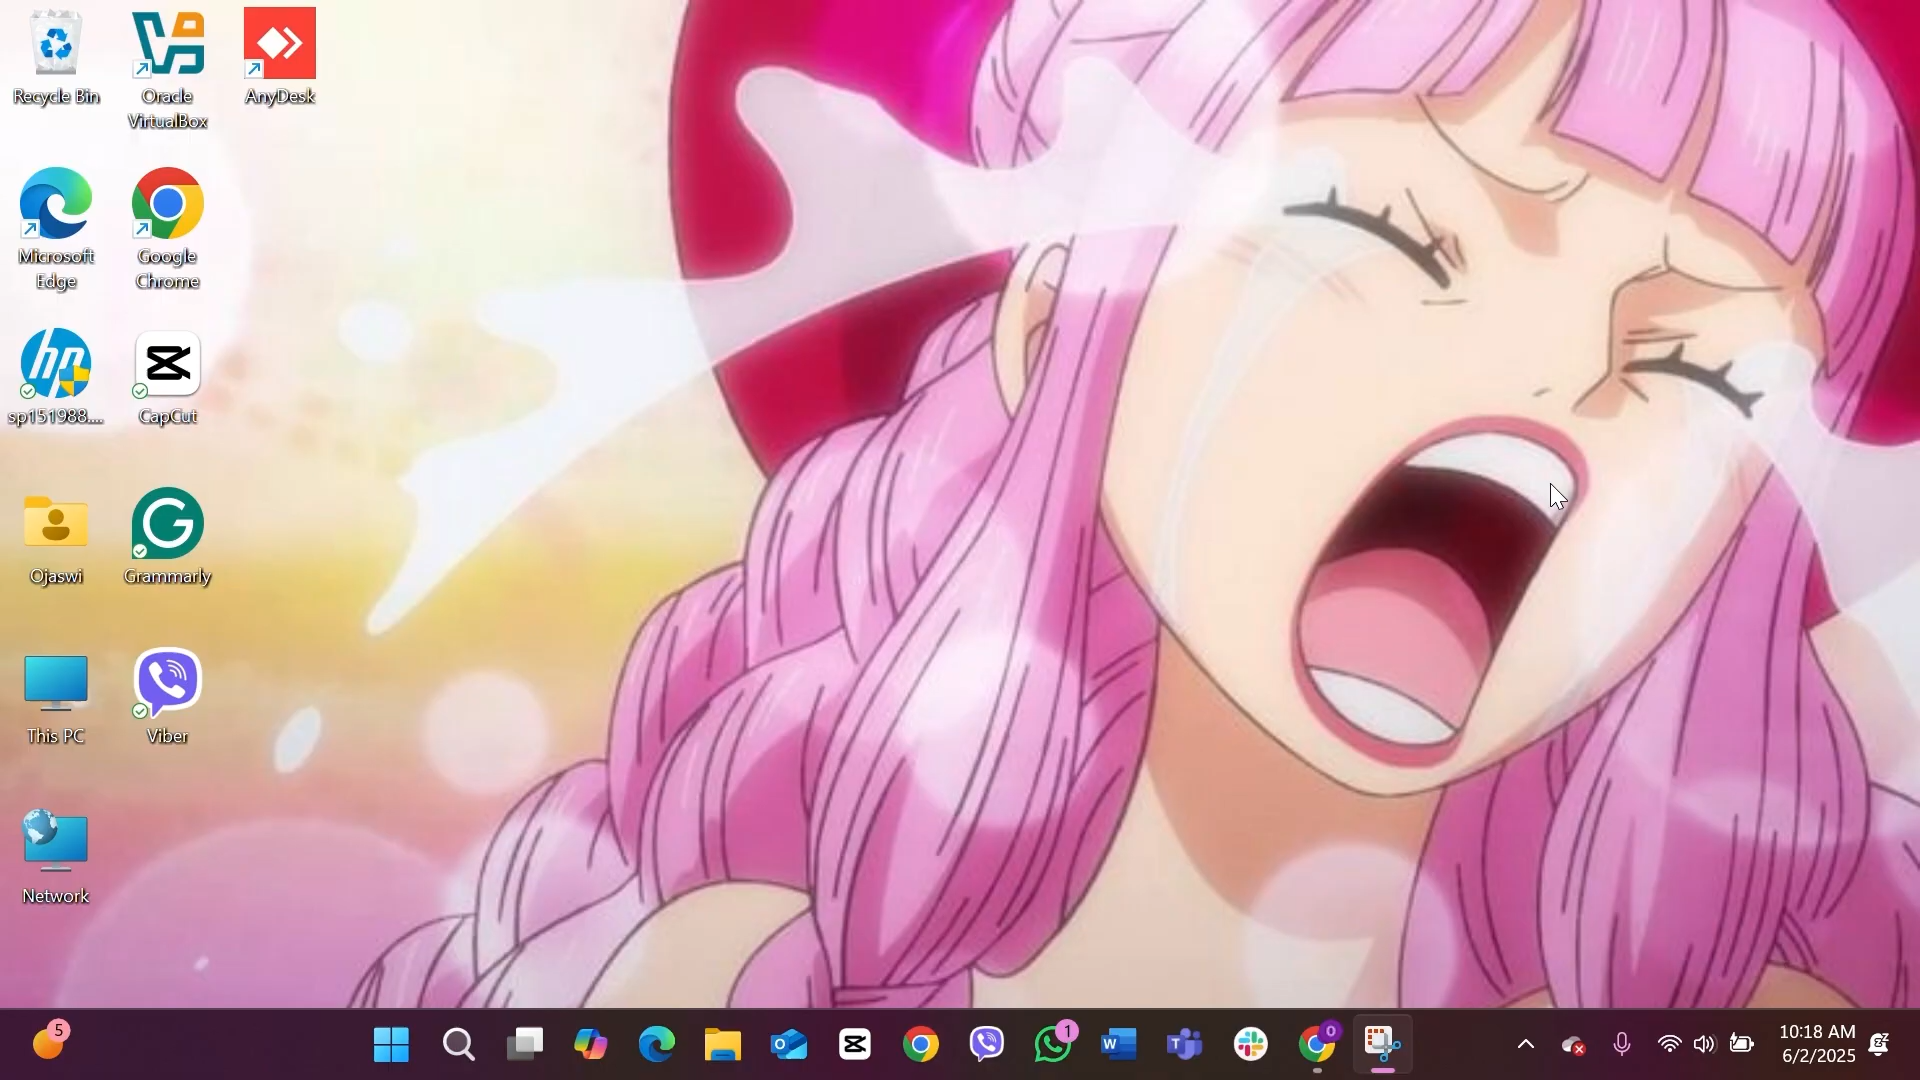 Recycle Bin
Oracle
VirtualBox
AnyDesk
Microsoft
Edge
Google
Chrome
hp
sp151988....
CapCut
Ojaswi
Grammarly
This PC
Viber
Network
5
1
0
10:18 AM
6/2/2025